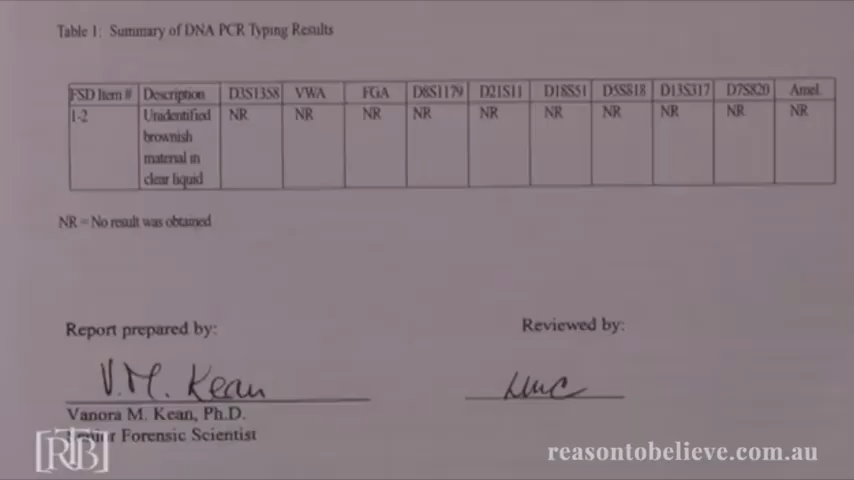 Table 1: Summary of DNA PCR Typing Results
FSD Item # Description D3S1358 VWA FGA D8S1179 D21S11 D18S51 D5S818 D13S317 D7S820 Amel.
1-2 Unidentified NR NR NR NR NR NR NR NR NR NR
brownish
material in
clear liquid
NR = No result was obtained
Report prepared by:
Reviewed by:
V.M. Kean
Vanora M. Kean, Ph.D.
Senior Forensic Scientist
RTB
reasontobelieve.com.au